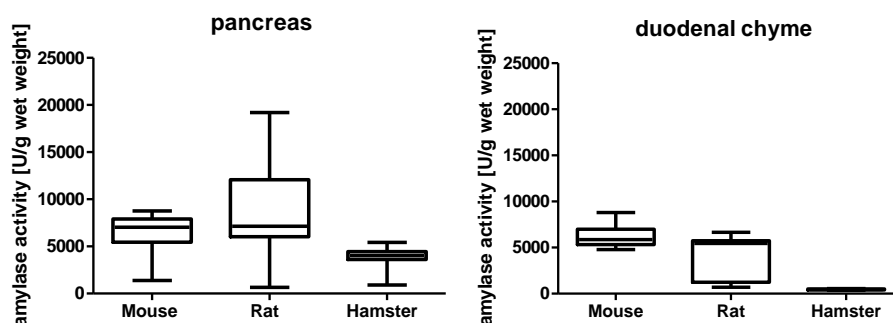 pancreas
amylase activity [U/g wet weight]
25000
20000
15000
10000
5000
0
Mouse Rat Hamster
duodenal chyme
amylase activity [U/g wet weight]
25000
20000
15000
10000
5000
0
Mouse Rat Hamster